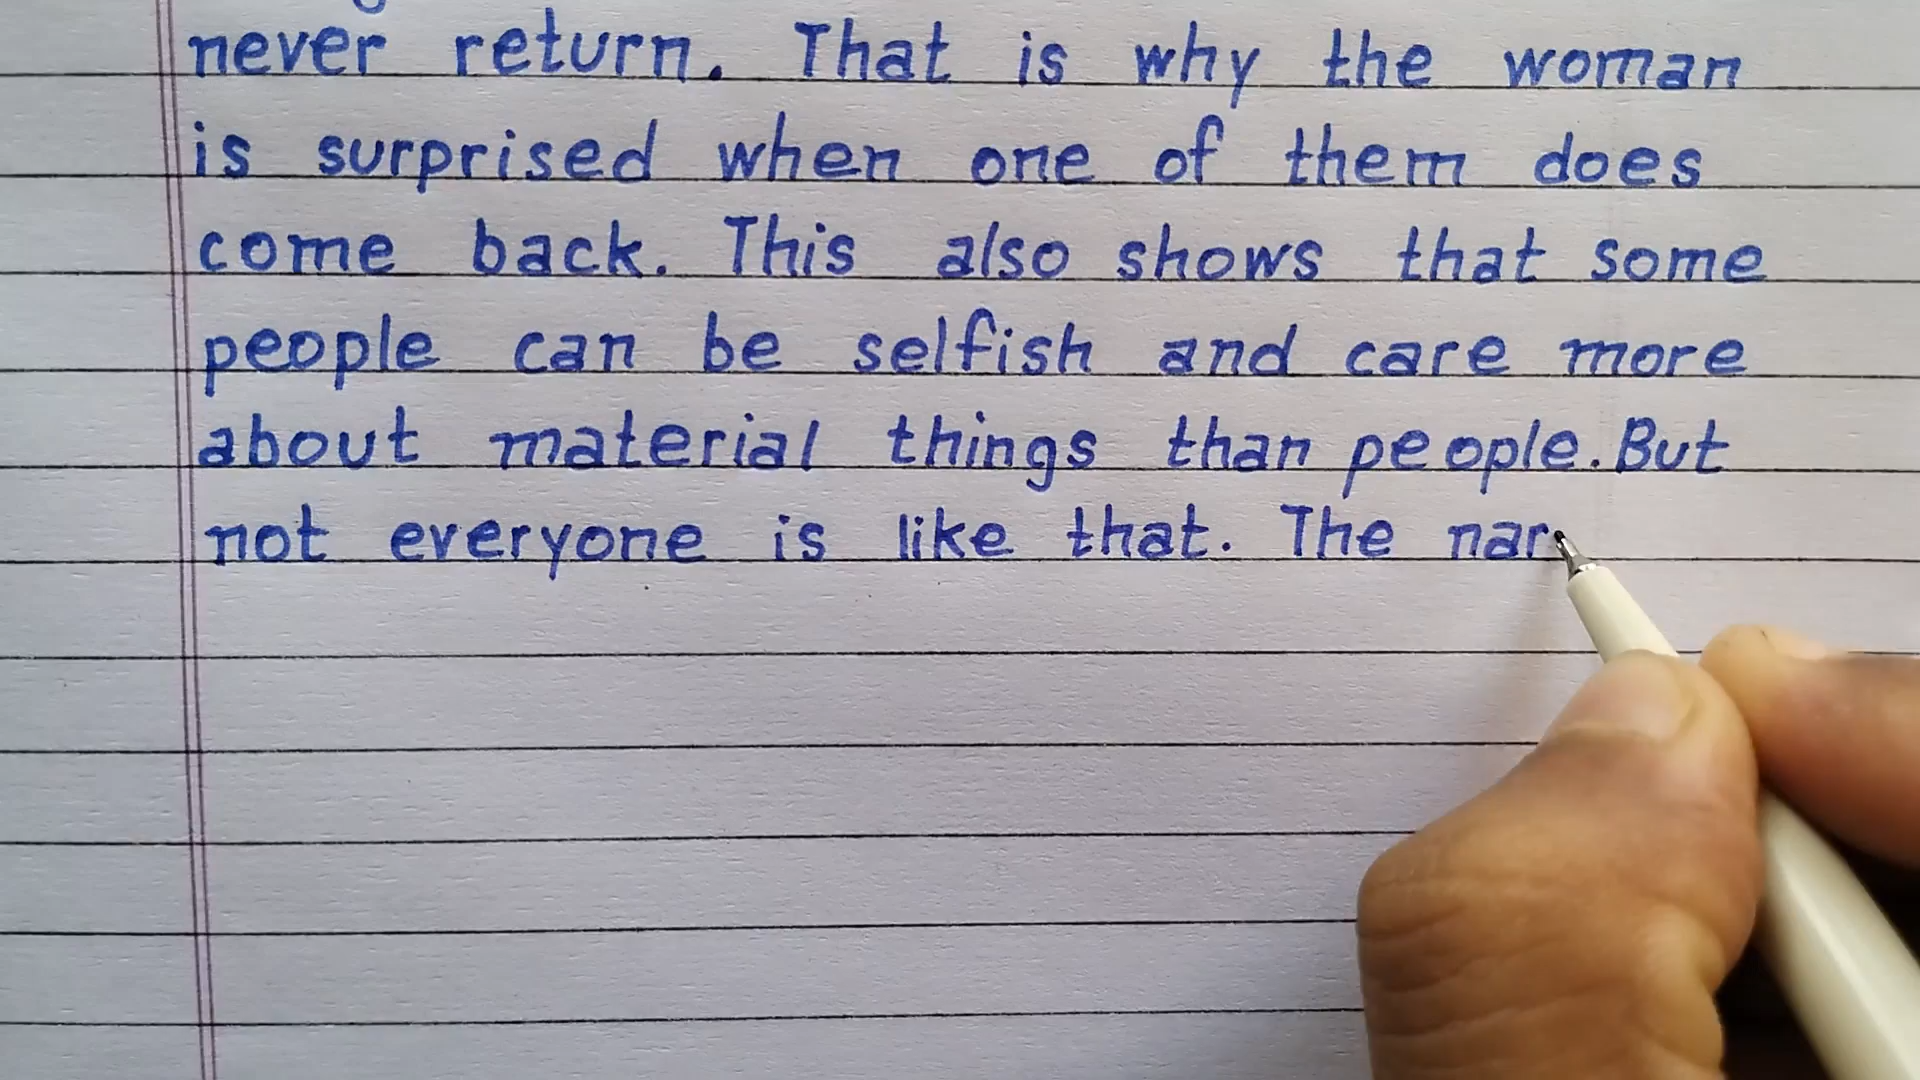 never return. That is why the woman
is surprised when one of them does
come back. This also shows that some
people can be selfish and care more
about material things than people. But
not everyone is like that. The nar